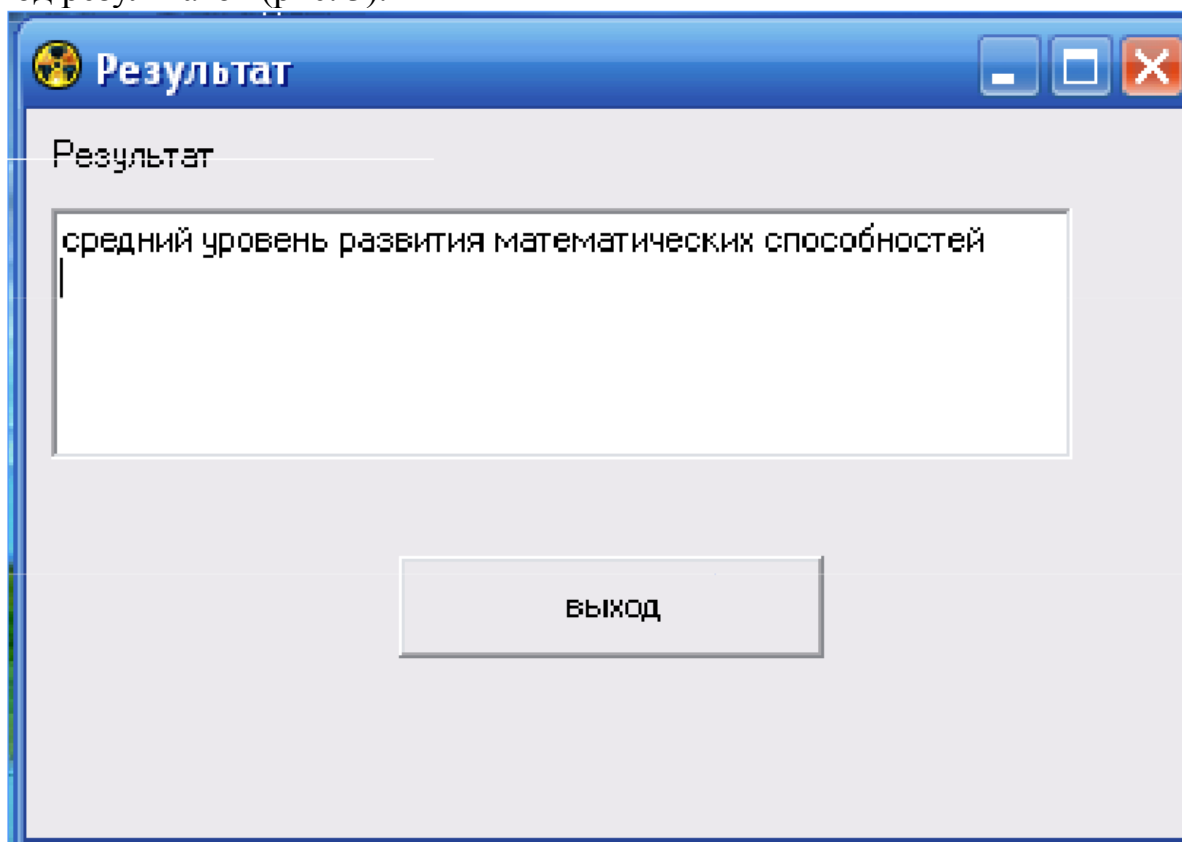 Результат
Результат
средний уровень развития математических способностей
выход